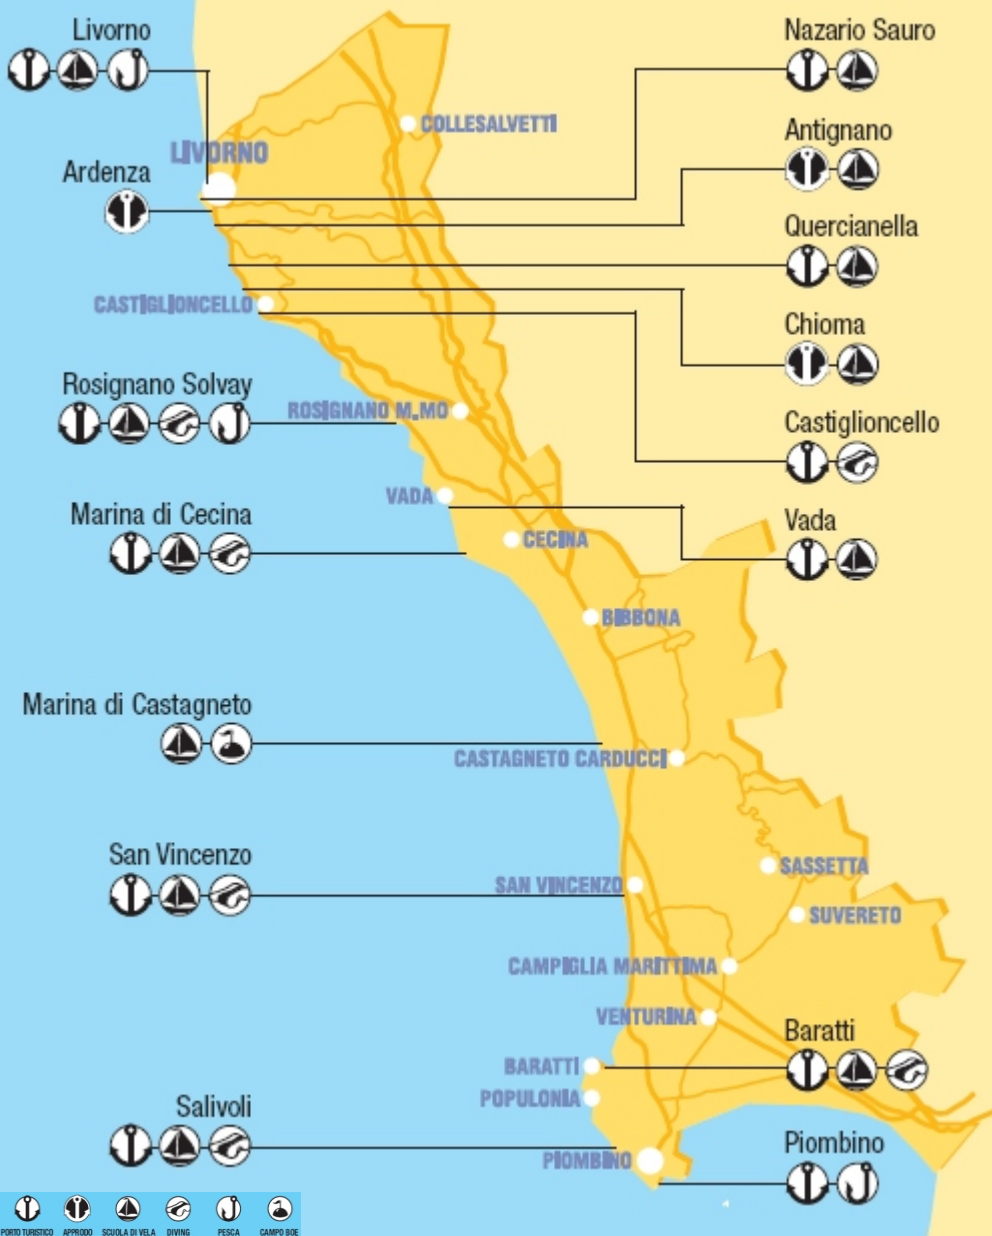 Livorno
Nazario Sauro
COLLESALVETTI
Antignano
LIVORNO
Ardenza
Quercianella
CASTIGLIONCELLO
Chioma
Rosignano Solvay
ROSIGNANO M.MO
Castiglioncello
VADA
Marina di Cecina
Vada
CECINA
BIBBONA
Marina di Castagneto
CASTAGNETO CARDUCCI
San Vincenzo
SASSETTA
SAN VINCENZO
SUVERETO
CAMPIGLIA MARITTIMA
VENTURINA
Baratti
BARATTI
POPULONIA
Salivoli
Piombino
PIOMBINO
PORTO TURISTICO APPRODO SCUOLA DI VELA DIVING PESCA CAMPO BOE